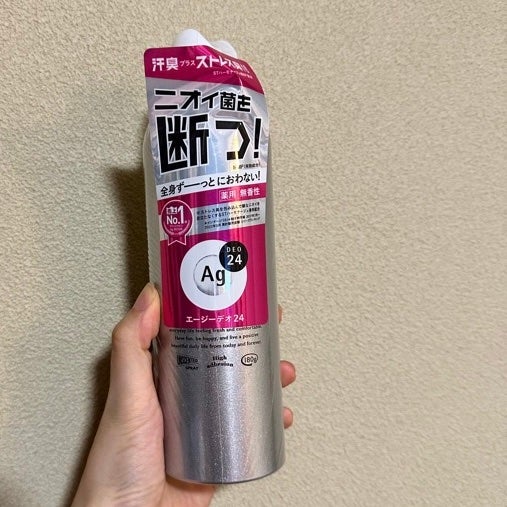 汗臭プラスストレス臭
ニオイ菌を
断つ!
全身ずーーっとにおわない!
薬用 無香性
No.1
Ag
DEO
24
エージーデオ24
everyday life feeling fresh and comfortable.
Have fun, be happy, and live a positive
beautiful daily life from today and forever.
SPRAY
High
adhesion
180g